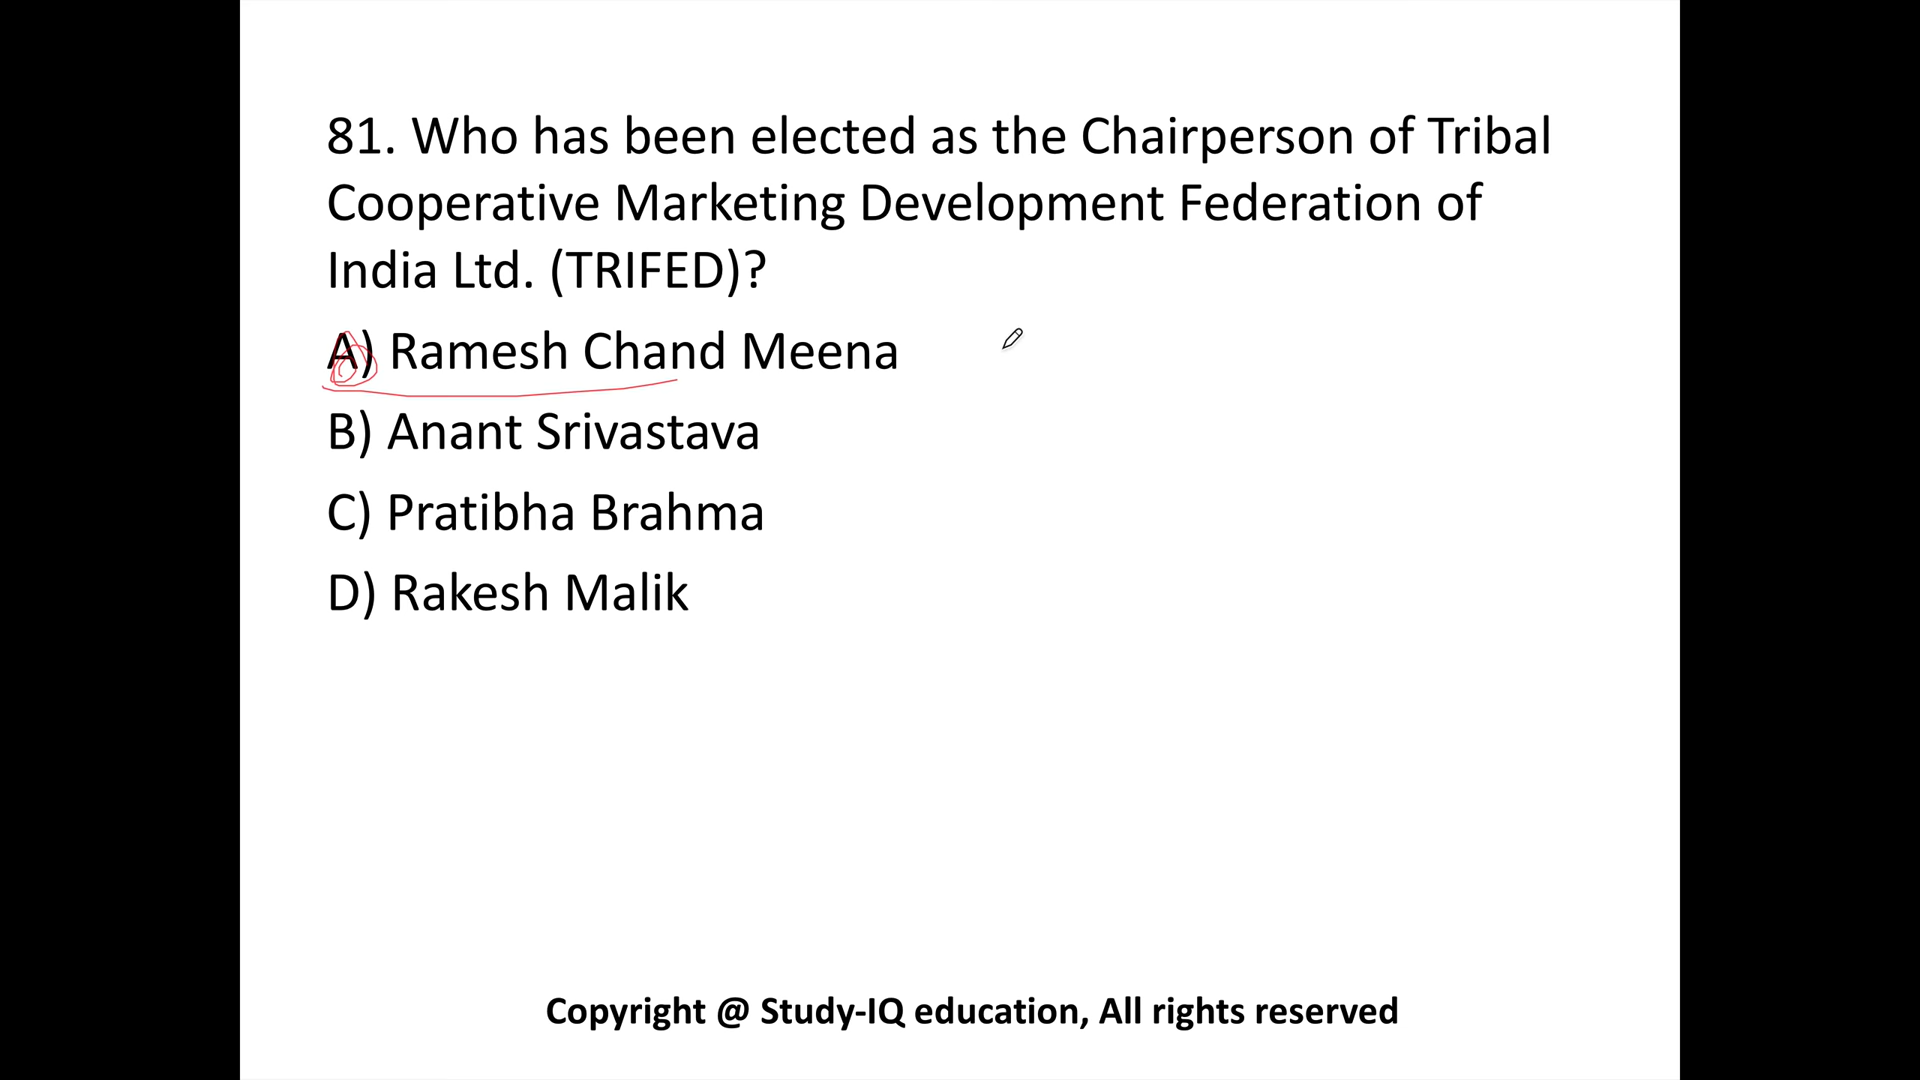 81. Who has been elected as the Chairperson of Tribal
Cooperative Marketing Development Federation of
India Ltd. (TRIFED)?
A) Ramesh Chand Meena
B) Anant Srivastava
C) Pratibha Brahma
D) Rakesh Malik
Copyright @ Study-IQ education, All rights reserved